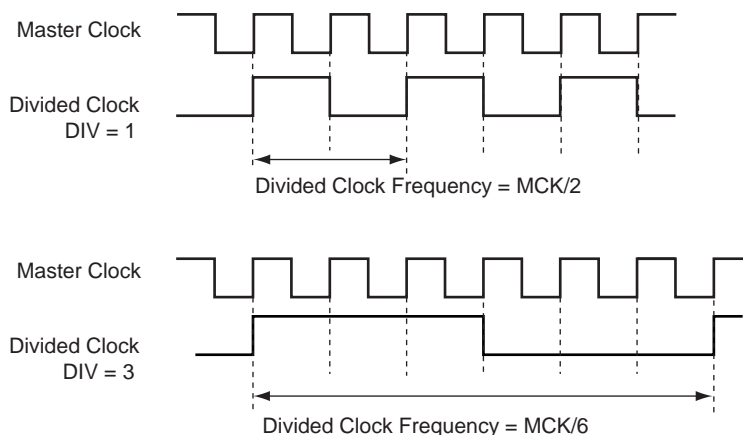 Master Clock
Divided Clock
DIV = 1
Divided Clock Frequency = MCK/2
Master Clock
Divided Clock
DIV = 3
Divided Clock Frequency = MCK/6